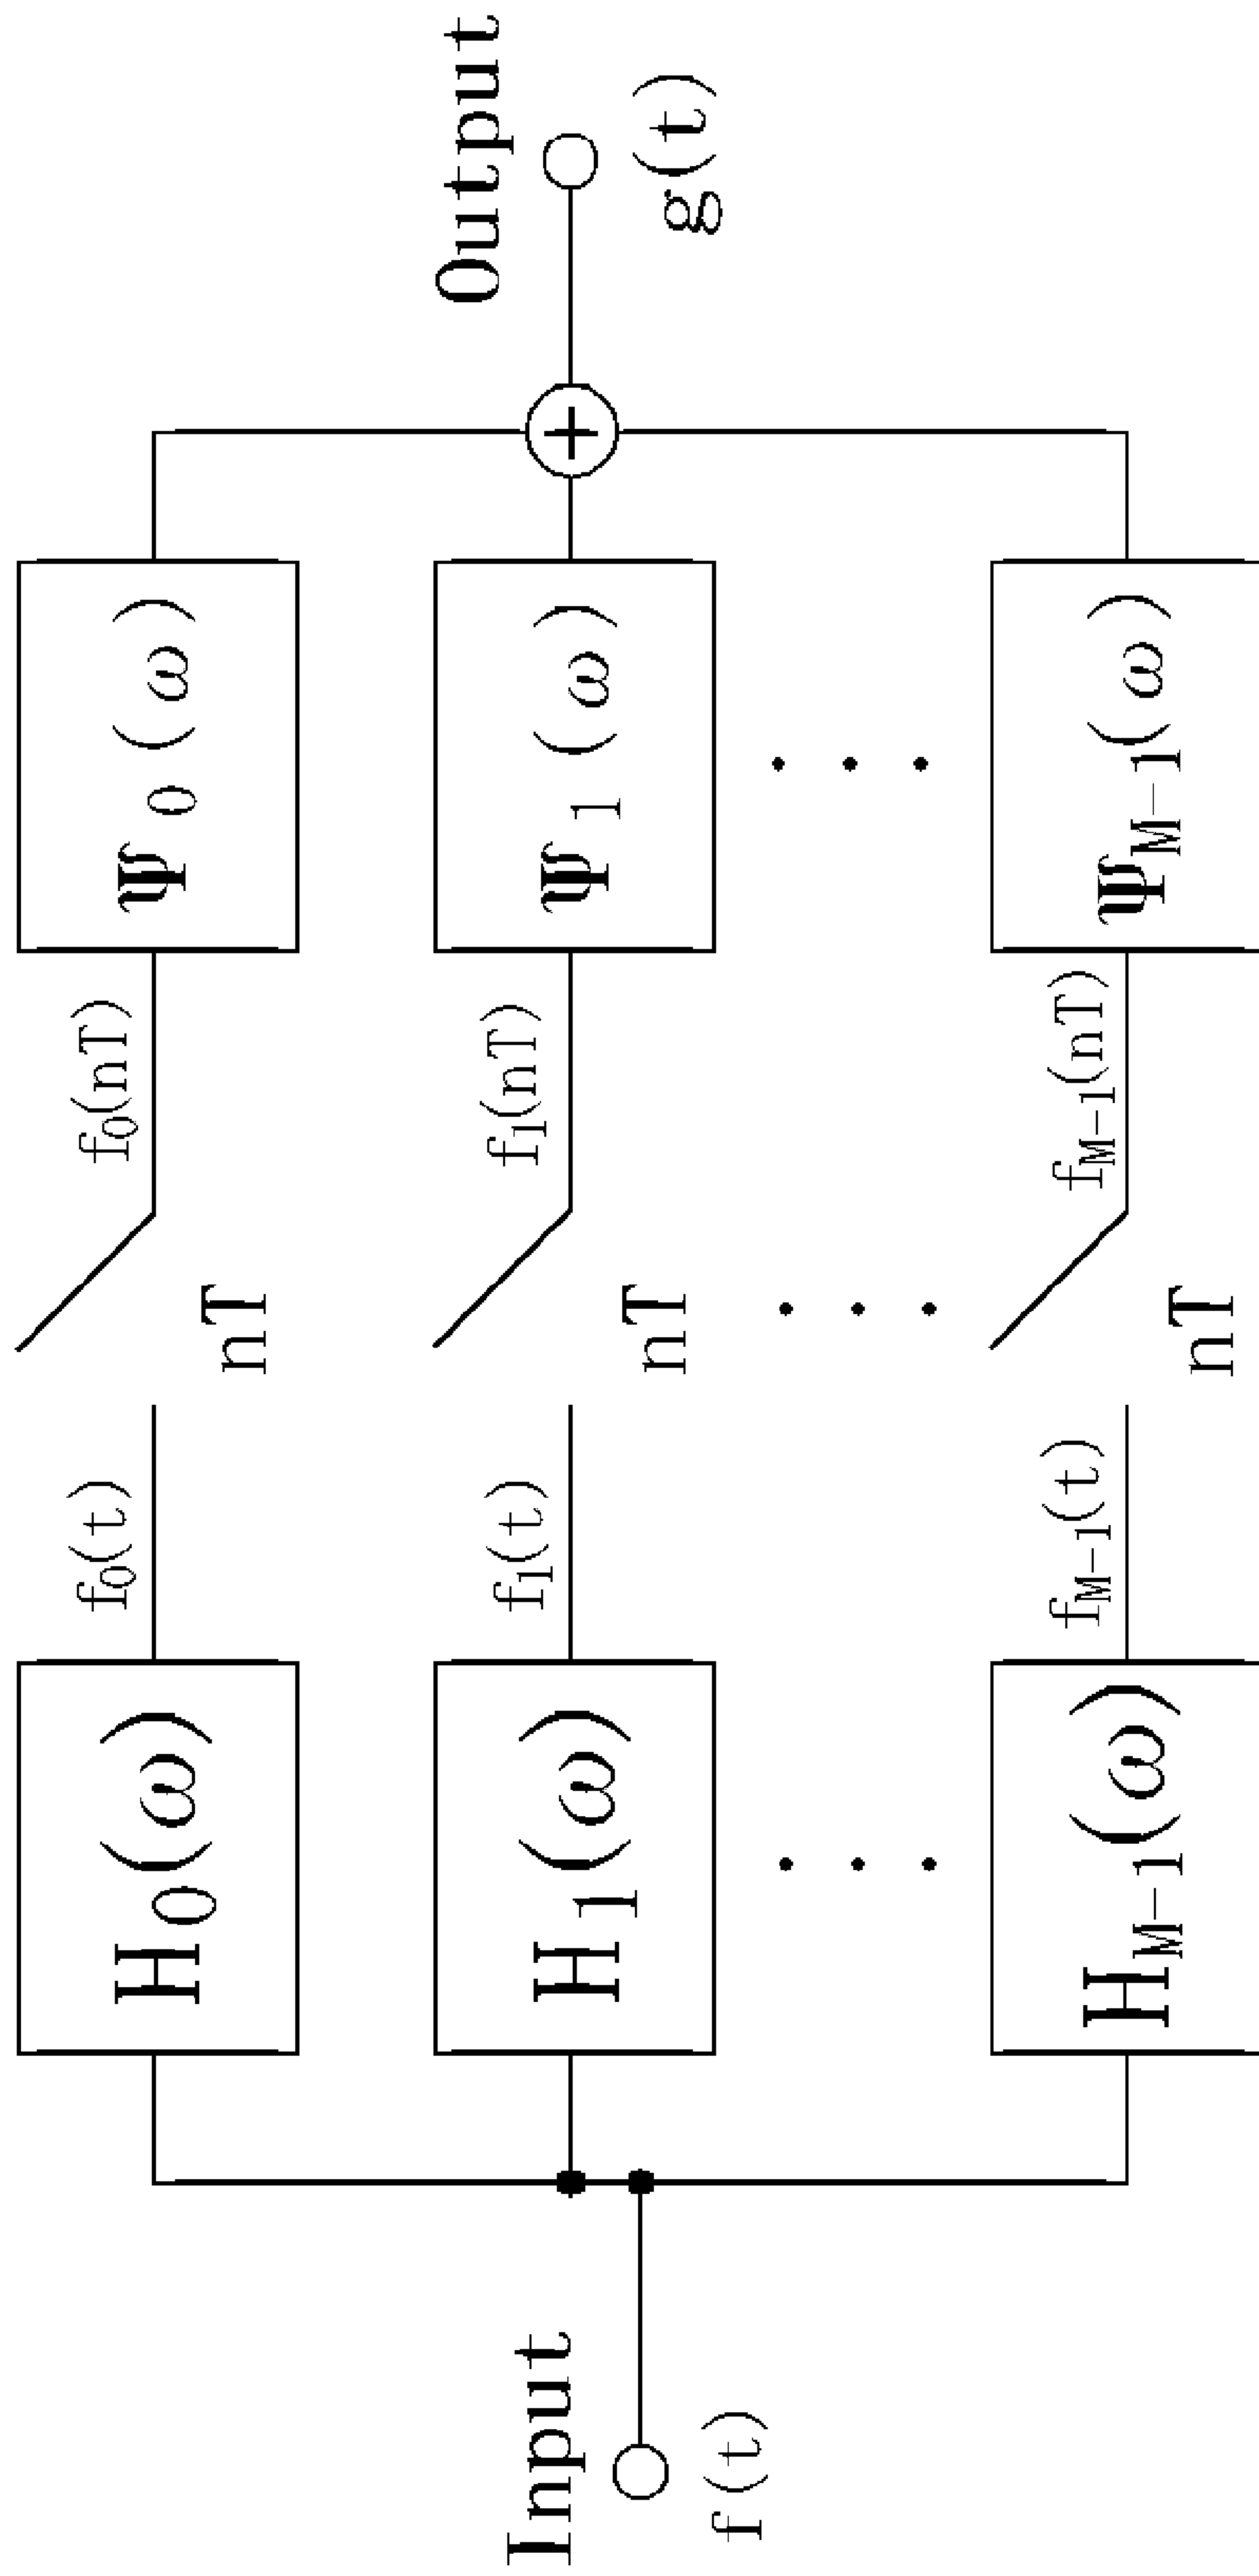 Input
f(t)
H0(ω)
f0(t)
nT
f0(nT)
Ψ0(ω)
H1(ω)
f1(t)
nT
f1(nT)
Ψ1(ω)
HM-1(ω)
fM-1(t)
nT
fM-1(nT)
ΨM-1(ω)
+
Output
g(t)